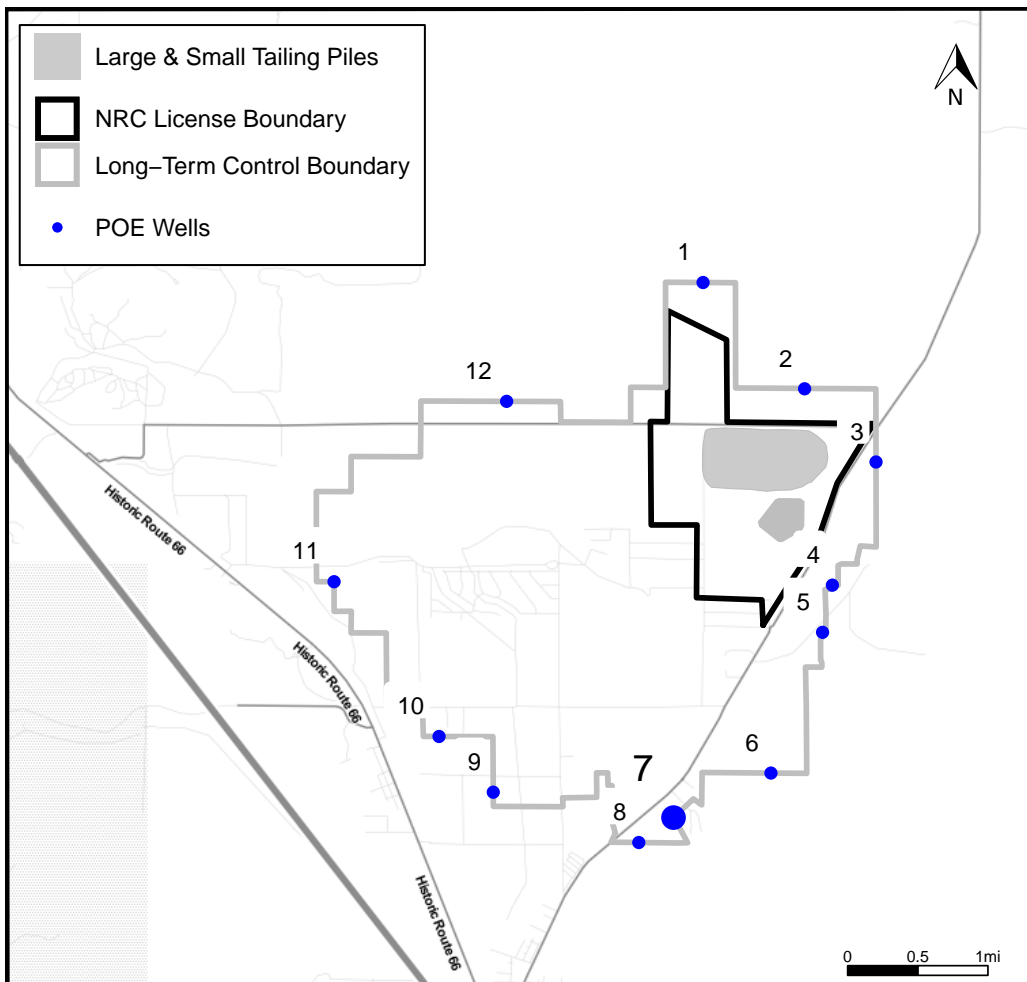 Large & Small Tailing Piles
NRC License Boundary
Long−Term Control Boundary
POE Wells
N
1
2
12
3
Historic Route 66
11
4
5
Historic Route 66
10
6
9
7
8
Historic Route 66
0 0.5 1mi